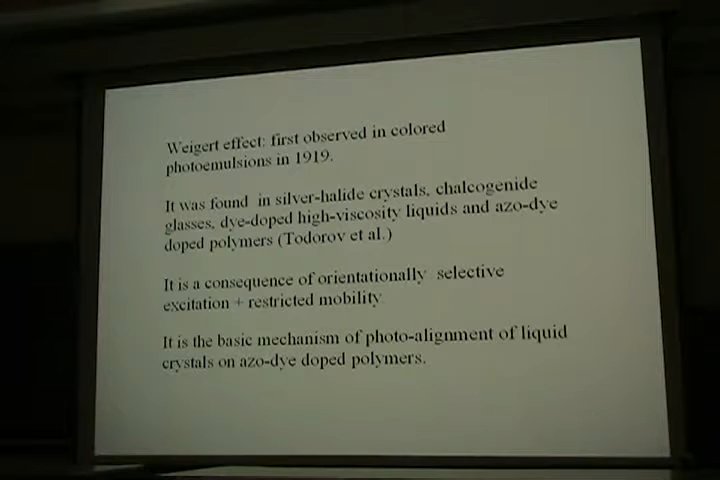 Weigert effect: first observed in colored
photoemulsions in 1919.
It was found in silver-halide crystals, chalcogenide
glasses, dye-doped high-viscosity liquids and azo-dye
doped polymers (Todorov et al.)
It is a consequence of orientationally selective
excitation + restricted mobility
It is the basic mechanism of photo-alignment of liquid
crystals on azo-dye doped polymers.